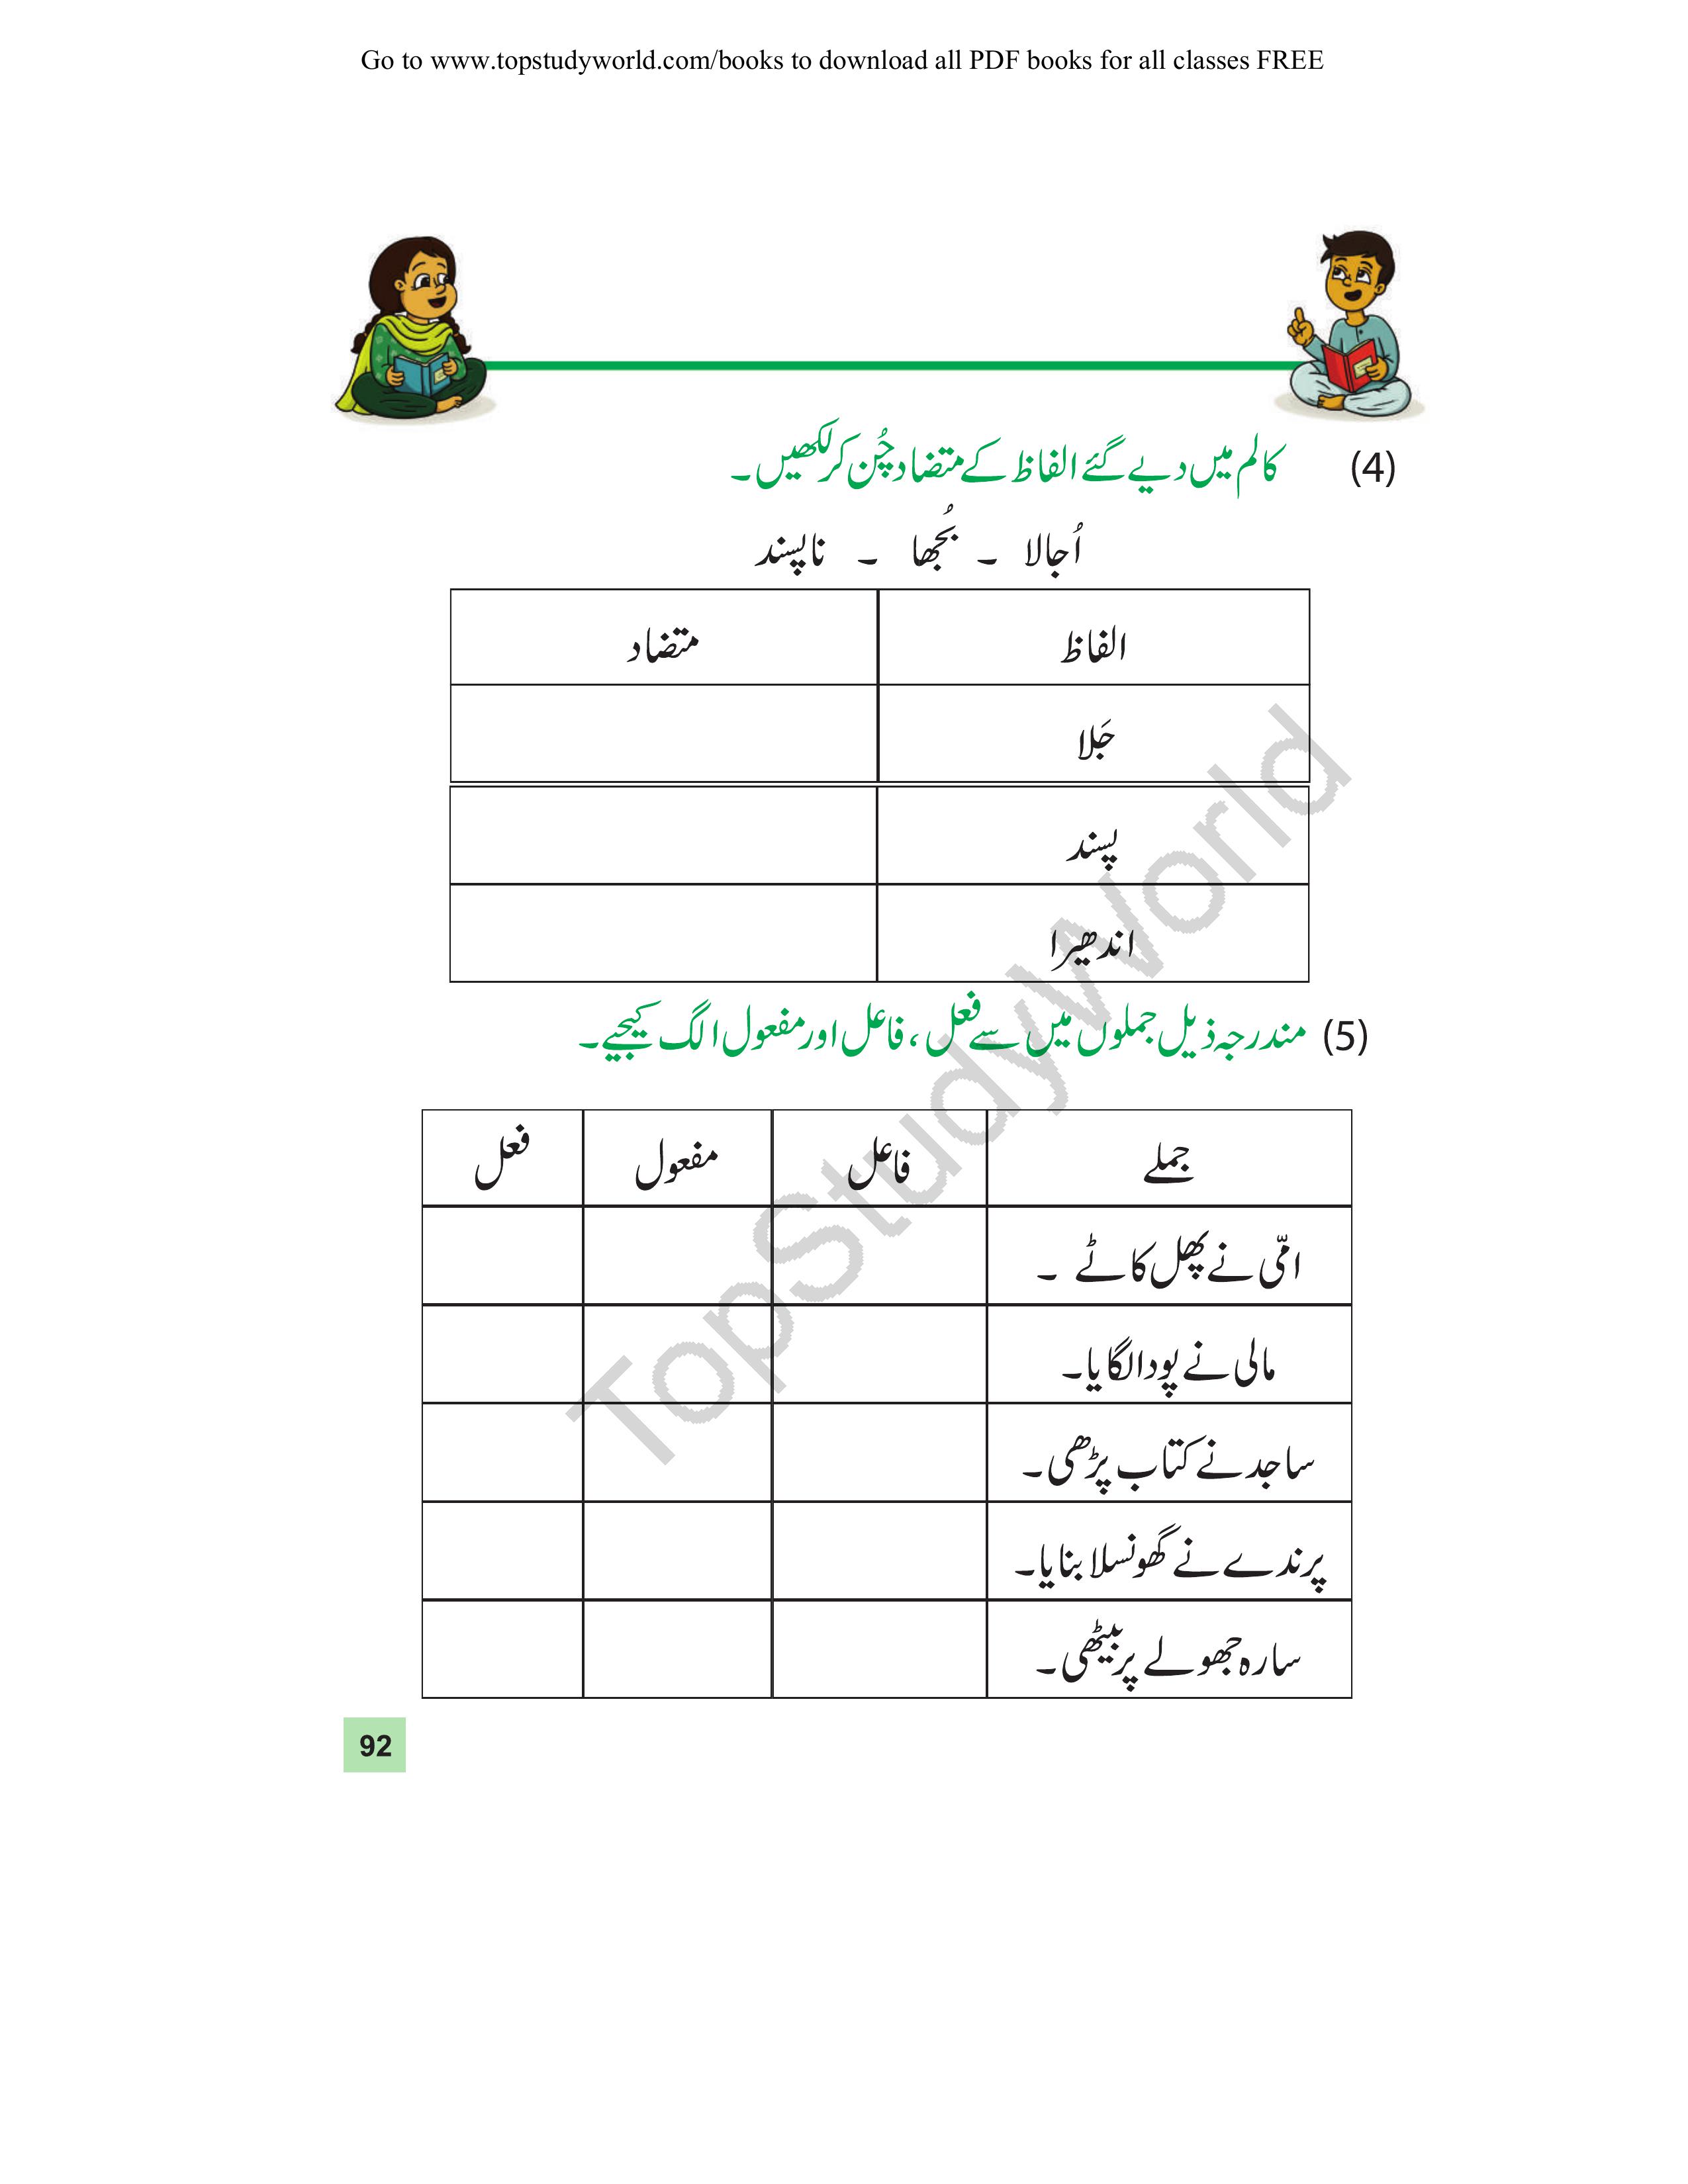 Go to www.topstudyworld.com/books to download all PDF books for all classes FREE
(4) کالم میں دیے گئے الفاظ کے متضاد چُن کر لکھیں۔
اُجالا ۔ بُجھا ۔ ناپسند
الفاظ متضاد
جَلا
پسند
اندھیرا
(5) مندرجہ ذیل جملوں میں سے فعل، فاعل اور مفعول الگ کیجیے۔
جملے فاعل مفعول فعل
امّی نے پھل کاٹے ۔
مالی نے پودا لگایا۔
ساجد نے کتاب پڑھی۔
پرندے نے گھونسلا بنایا۔
سارہ جھولے پر بیٹھی۔
92
TopStudyWorld